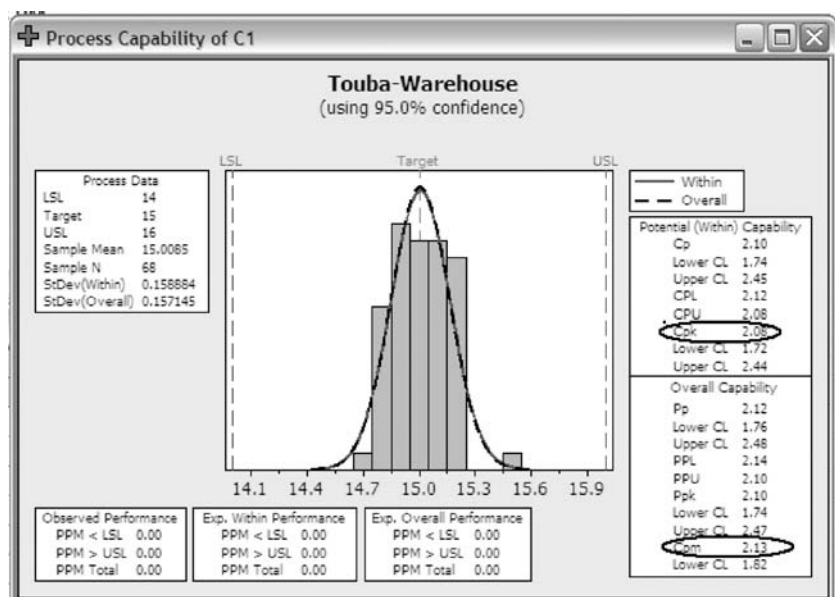 Process Capability of C1
Touba-Warehouse
(using 95.0% confidence)
LSL Target USL
Process Data
LSL 14
Target 15
USL 16
Sample Mean 15.0085
Sample N 68
StDev(Within) 0.158884
StDev(Overall) 0.157145
Within
Overall
Potential (Within) Capability
Cp 2.10
Lower CL 1.74
Upper CL 2.45
CPL 2.12
CPU 2.08
Cpk 2.08
Lower CL 1.72
Upper CL 2.44
Overall Capability
Pp 2.12
Lower CL 1.76
Upper CL 2.48
PPL 2.14
PPU 2.10
Ppk 2.10
Lower CL 1.74
Upper CL 2.47
Cpm 2.13
Lower CL 1.82
14.1 14.4 14.7 15.0 15.3 15.6 15.9
Observed Performance
PPM < LSL 0.00
PPM > USL 0.00
PPM Total 0.00
Exp. Within Performance
PPM < LSL 0.00
PPM > USL 0.00
PPM Total 0.00
Exp. Overall Performance
PPM < LSL 0.00
PPM > USL 0.00
PPM Total 0.00